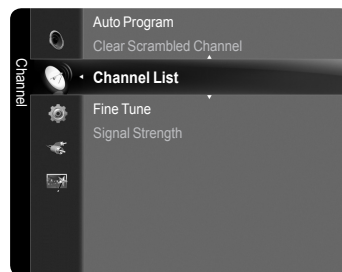 Channel
Auto Program
Clear Scrambled Channel
Channel List
Fine Tune
Signal Strength